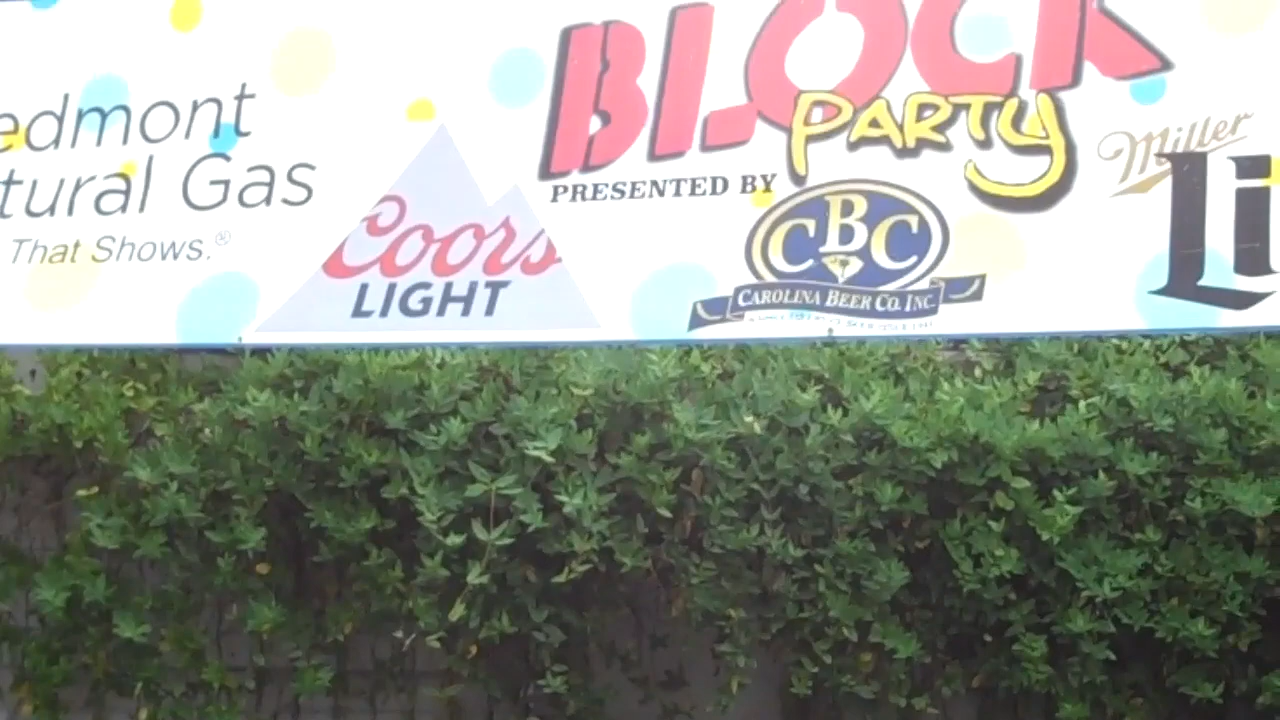 edmont
tural Gas
That Shows.®
Coors
LIGHT
BLOCK
PARTY
PRESENTED BY
CBC
CAROLINA BEER CO. INC.
Miller
Li